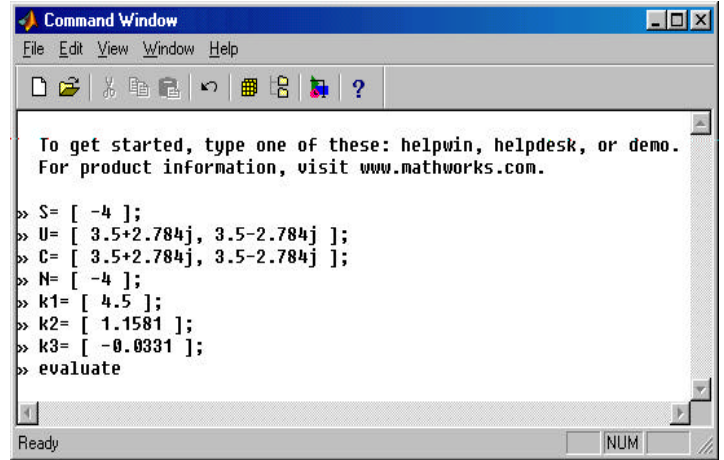 Command Window
File Edit View Window Help
?
To get started, type one of these: helpwin, helpdesk, or demo.
For product information, visit www.mathworks.com.
» S= [ -4 ];
» U= [ 3.5+2.784j, 3.5-2.784j ];
» C= [ 3.5+2.784j, 3.5-2.784j ];
» N= [ -4 ];
» k1= [ 4.5 ];
» k2= [ 1.1581 ];
» k3= [ -0.0331 ];
» evaluate
Ready NUM